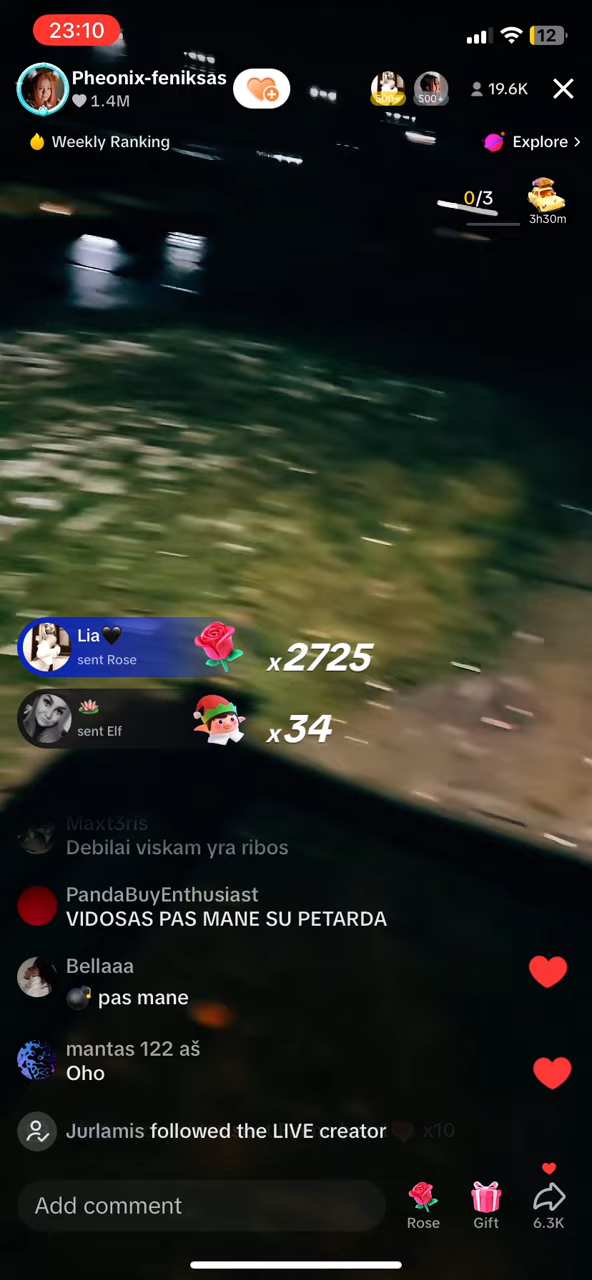 23:10
12
Pheonix-feniksas
1.4M
500+
500+
19.6K
Weekly Ranking
Explore >
0/3
3h30m
Lia🖤
sent Rose
x2725
🪷
sent Elf
x34
Maxt3ris
Debilai viskam yra ribos
PandaBuyEnthusiast
VIDOSAS PAS MANE SU PETARDA
Bellaaa
💣 pas mane
mantas 122 aš
Oho
Jurlamis followed the LIVE creator
x10
Add comment
Rose
Gift
6.3K